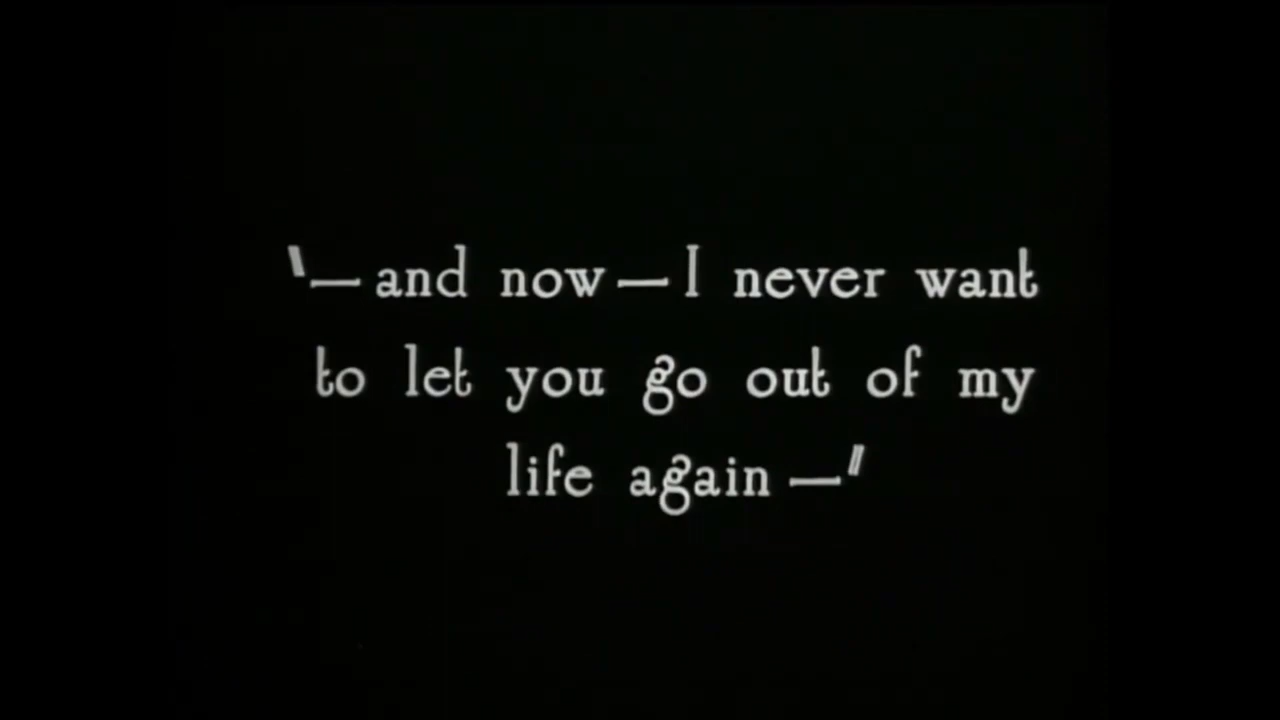 "—and now—I never want
to let you go out of my
life again—"